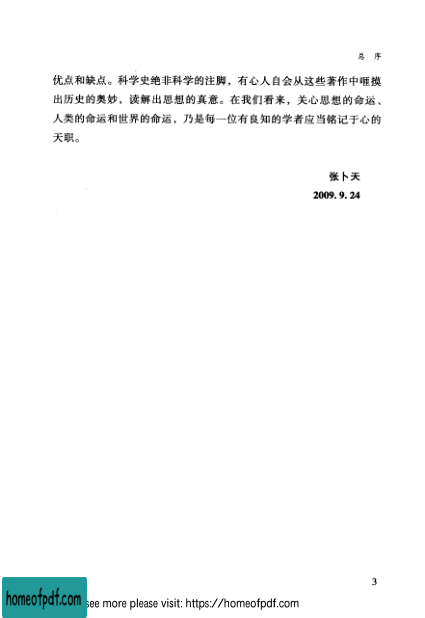 总 序
优点和缺点。科学史绝非科学的注脚，有心人自会从这些著作中咂摸
出历史的奥妙，读解出思想的真意。在我们看来，关心思想的命运、
人类的命运和世界的命运，乃是每一位有良知的学者应当铭记于心的
天职。
张卜天
2009. 9. 24
3
homeofpdf.com
see more please visit: https://homeofpdf.com